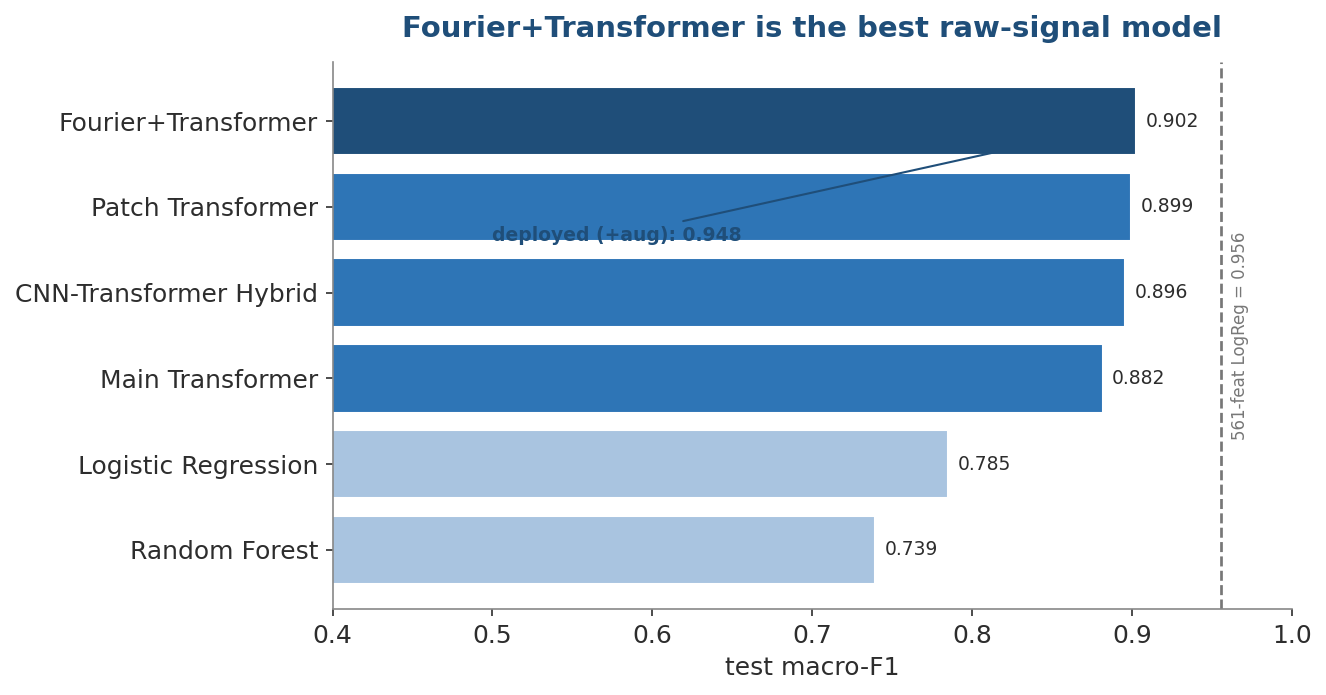 Fourier+Transformer is the best raw-signal model
Fourier+Transformer
0.902
Patch Transformer
0.899
deployed (+aug): 0.948
CNN-Transformer Hybrid
0.896
561-feat LogReg = 0.956
Main Transformer
0.882
Logistic Regression
0.785
Random Forest
0.739
0.4 0.5 0.6 0.7 0.8 0.9 1.0
test macro-F1